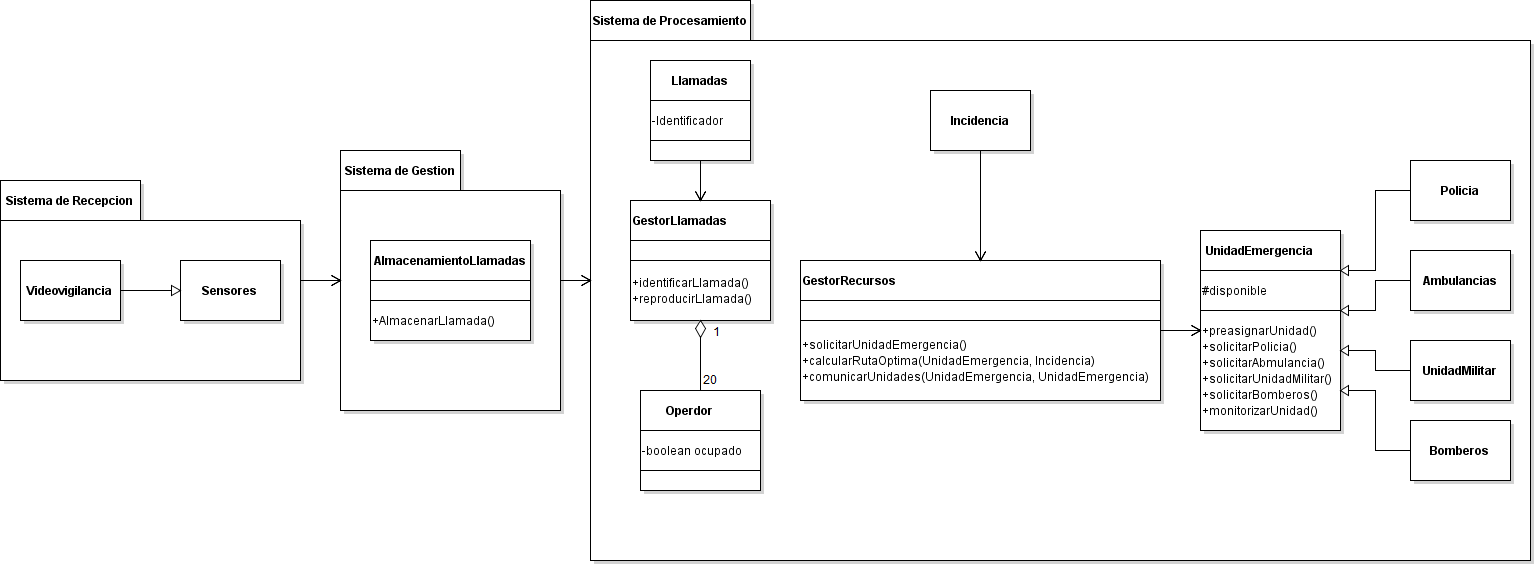 Sistema de Recepcion
Videovigilancia
Sensores
Sistema de Gestion
AlmacenamientoLlamadas
+AlmacenarLlamada()
Sistema de Procesamiento
Llamadas
-Identificador
GestorLlamadas
+identificarLlamada()
+reproducirLlamada()
1
20
Operdor
-boolean ocupado
Incidencia
GestorRecursos
+solicitarUnidadEmergencia()
+calcularRutaOptima(UnidadEmergencia, Incidencia)
+comunicarUnidades(UnidadEmergencia, UnidadEmergencia)
UnidadEmergencia
#disponible
+preasignarUnidad()
+solicitarPolicia()
+solicitarAbmulancia()
+solicitarUnidadMilitar()
+solicitarBomberos()
+monitorizarUnidad()
Policia
Ambulancias
UnidadMilitar
Bomberos